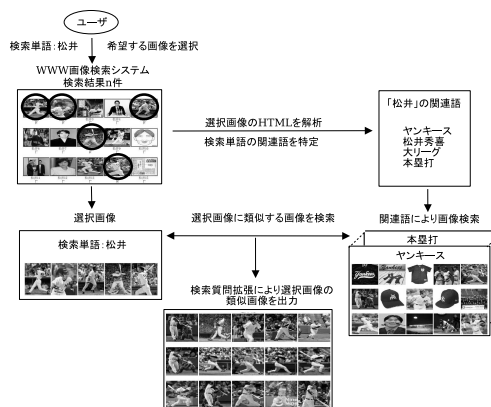 ユーザ
検索単語：松井
希望する画像を選択
WWW画像検索システム
検索結果n件
選択画像のHTMLを解析
検索単語の関連語を特定
「松井」の関連語
ヤンキース
松井秀喜
大リーグ
本塁打
選択画像
検索単語：松井
選択画像に類似する画像を検索
関連語により画像検索
本塁打
ヤンキース
検索質問拡張により選択画像の
類似画像を出力